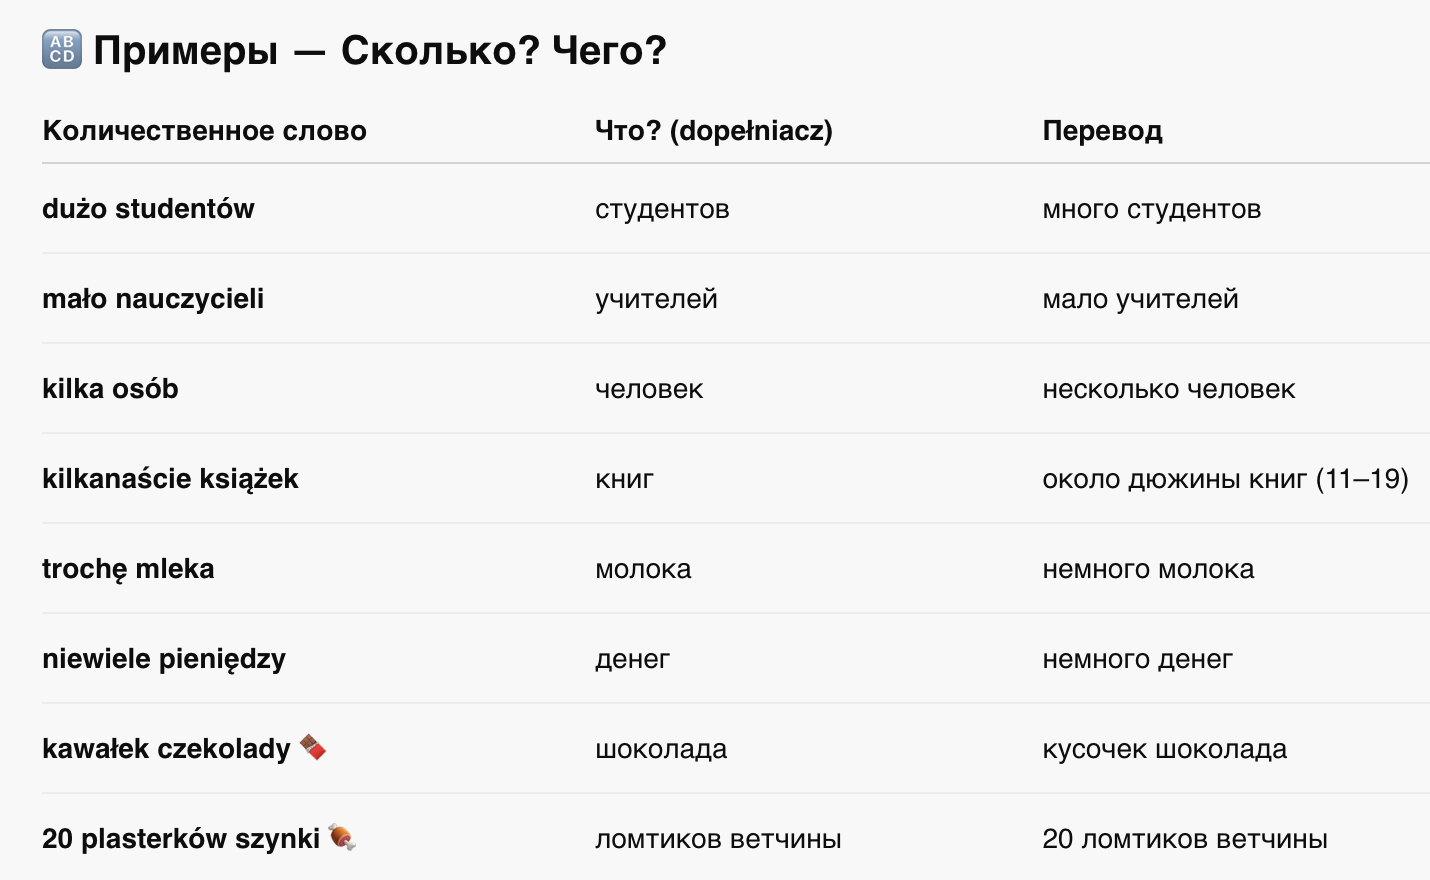 🔠 Примеры — Сколько? Чего?
Количественное слово Что? (dopełniacz) Перевод
dużo studentów студентов много студентов
mało nauczycieli учителей мало учителей
kilka osób человек несколько человек
kilkanaście książek книг около дюжины книг (11–19)
trochę mleka молока немного молока
niewiele pieniędzy денег немного денег
kawałek czekolady 🍫 шоколада кусочек шоколада
20 plasterków szynki 🍖 ломтиков ветчины 20 ломтиков ветчины